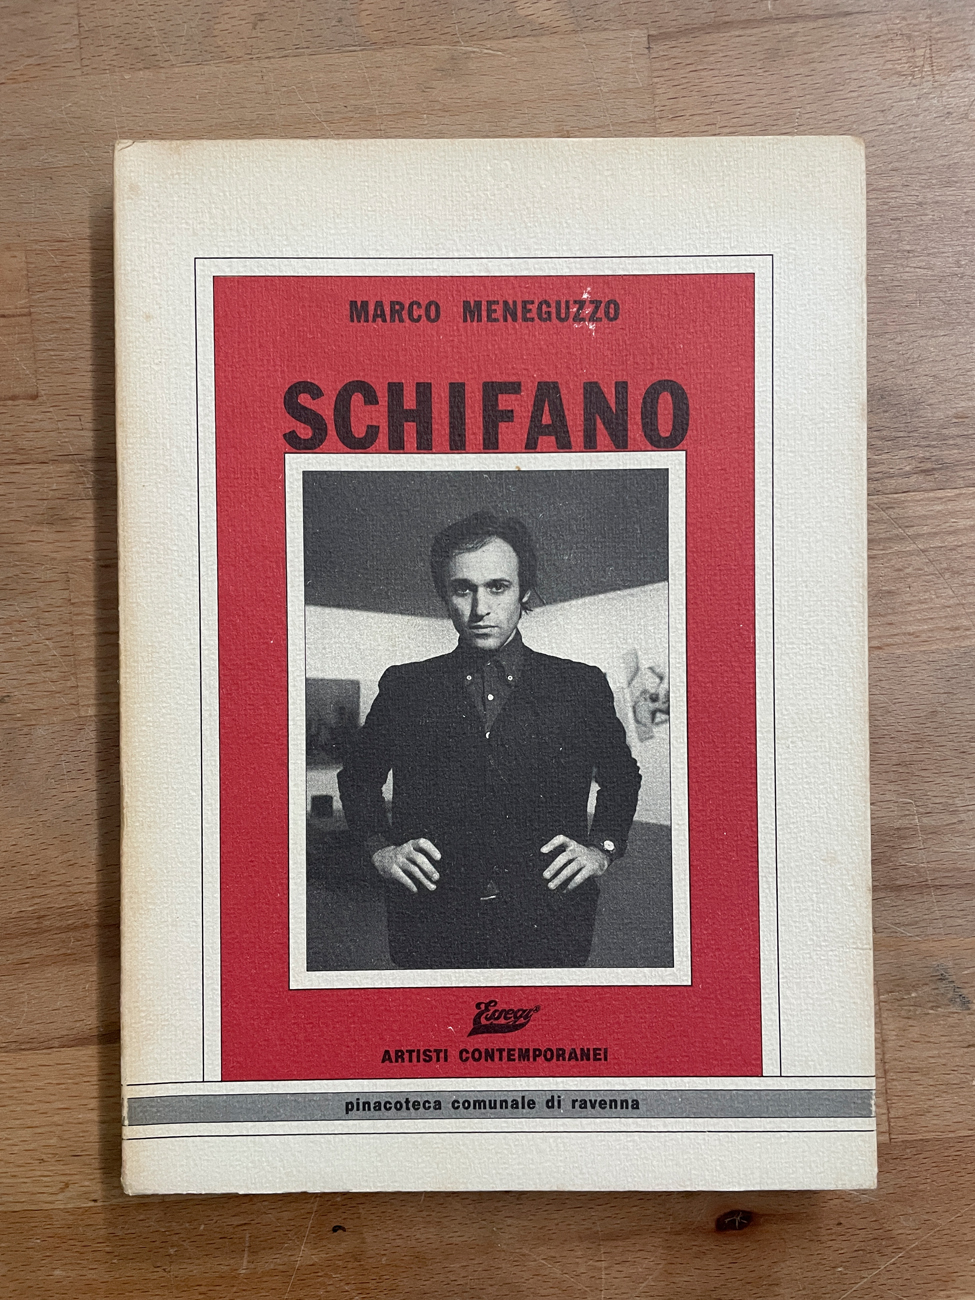 MARCO MENEGUZZO
SCHIFANO
Essegi
ARTISTI CONTEMPORANEI
pinacoteca comunale di ravenna